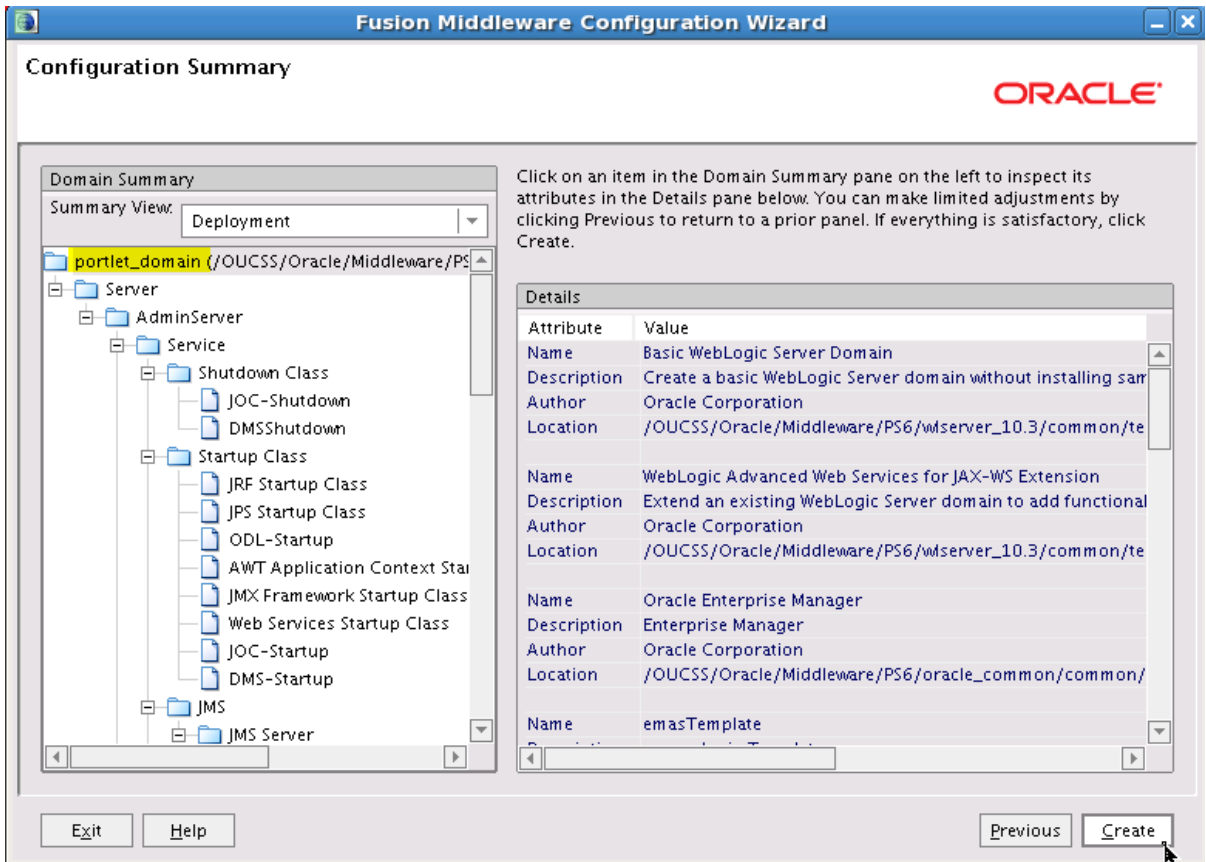 Fusion Middleware Configuration Wizard
Configuration Summary
ORACLE
Domain Summary
Summary View:
Deployment
portlet_domain (/OUCSS/Oracle/Middleware/PS
Server
AdminServer
Service
Shutdown Class
JOC-Shutdown
DMSShutdown
Startup Class
JRF Startup Class
JPS Startup Class
ODL-Startup
AWT Application Context Star
JMX Framework Startup Class
Web Services Startup Class
JOC-Startup
DMS-Startup
JMS
JMS Server
Click on an item in the Domain Summary pane on the left to inspect its
attributes in the Details pane below. You can make limited adjustments by
clicking Previous to return to a prior panel. If everything is satisfactory, click
Create.
Details
Attribute Value
Name Basic WebLogic Server Domain
Description Create a basic WebLogic Server domain without installing sam
Author Oracle Corporation
Location /OUCSS/Oracle/Middleware/PS6/wlserver_10.3/common/te
Name WebLogic Advanced Web Services for JAX-WS Extension
Description Extend an existing WebLogic Server domain to add functional
Author Oracle Corporation
Location /OUCSS/Oracle/Middleware/PS6/wlserver_10.3/common/te
Name Oracle Enterprise Manager
Description Enterprise Manager
Author Oracle Corporation
Location /OUCSS/Oracle/Middleware/PS6/oracle_common/common/
Name emasTemplate
Exit Help Previous Create